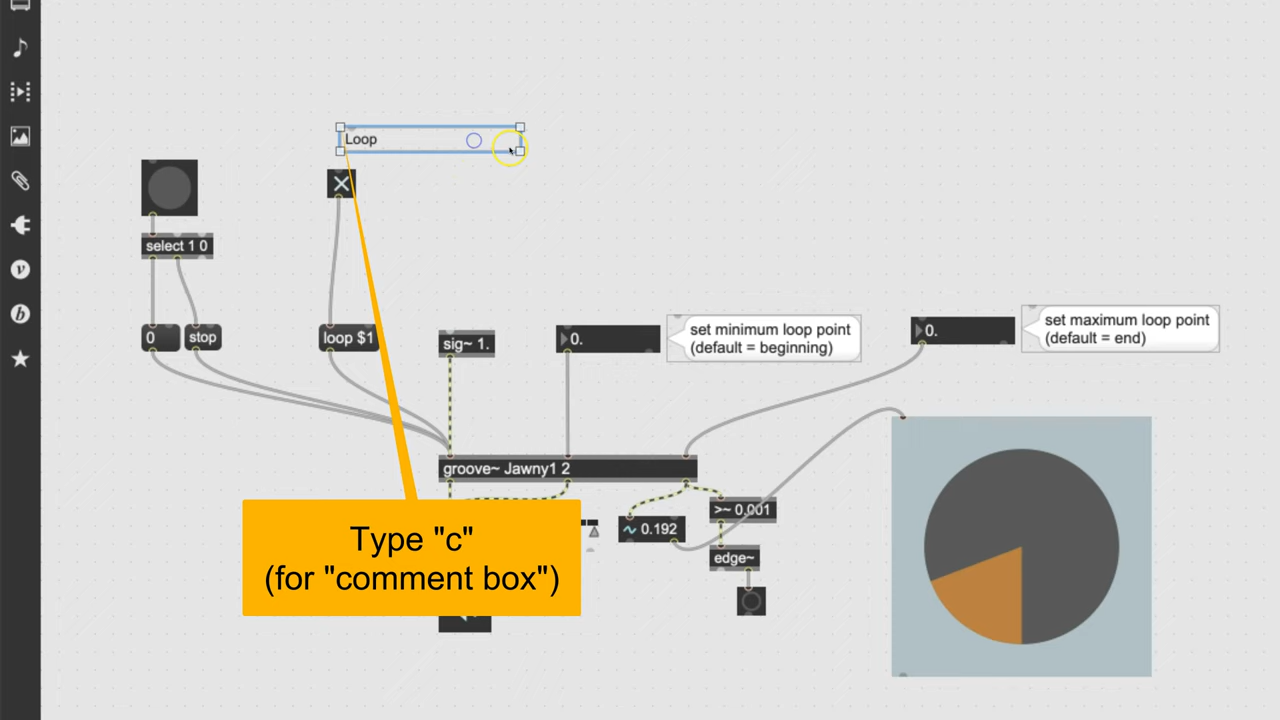 Loop
select 1 0
0
stop
loop $1
sig~ 1.
0.
set minimum loop point
(default = beginning)
0.
set maximum loop point
(default = end)
groove~ Jawny1 2
0.192
>~ 0.001
edge~
Type "c"
(for "comment box")